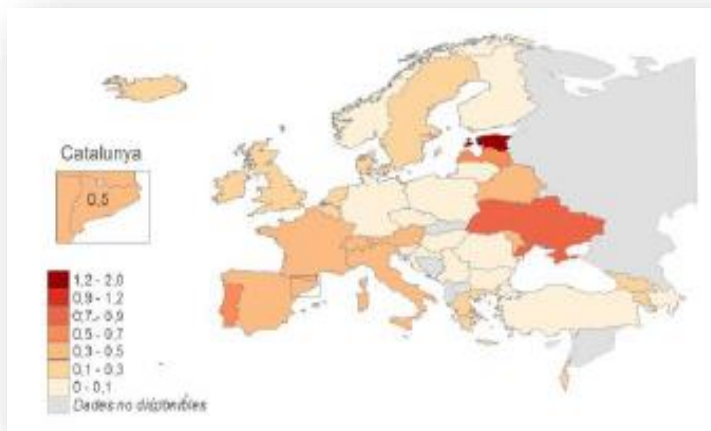 Catalunya
0,5
1,2 - 2,0
0,9 - 1,2
0,7 - 0,9
0,5 - 0,7
0,3 - 0,5
0,1 - 0,3
0 - 0,1
Dades no disponibles